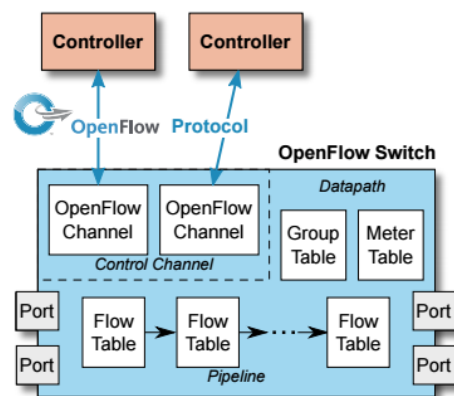 Controller
Controller
OpenFlow
Protocol
OpenFlow Switch
Datapath
OpenFlow
Channel
OpenFlow
Channel
Control Channel
Group
Table
Meter
Table
Port
Port
Flow
Table
Flow
Table
...
Flow
Table
Port
Port
Pipeline